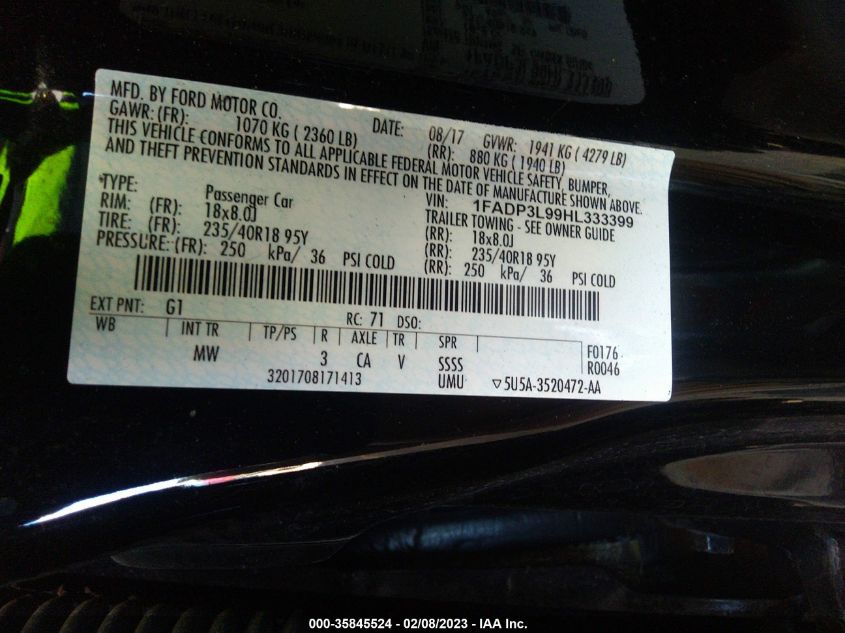 MFD. BY FORD MOTOR CO.
DATE: 08/17 GVWR: 1941 KG ( 4279 LB)
GAWR: (FR): 1070 KG ( 2360 LB) (RR): 880 KG ( 1940 LB)
THIS VEHICLE CONFORMS TO ALL APPLICABLE FEDERAL MOTOR VEHICLE SAFETY, BUMPER,
AND THEFT PREVENTION STANDARDS IN EFFECT ON THE DATE OF MANUFACTURE SHOWN ABOVE.
VIN: 1FADP3L99HL333399
*TYPE: Passenger Car TRAILER TOWING - SEE OWNER GUIDE
RIM: (FR): 18x8.0J (RR): 18x8.0J
TIRE: (FR): 235/40R18 95Y (RR): 235/40R18 95Y
PRESSURE: (FR): 250 kPa/ 36 PSI COLD (RR): 250 kPa/ 36 PSI COLD
EXT PNT: G1 RC: 71 DSO:
WB INT TR TP/PS R AXLE TR SPR
MW 3 CA V SSSS F0176
R0046
3201708171413 UMU ▽5U5A-3520472-AA
000-35845524 - 02/08/2023 - IAA Inc.